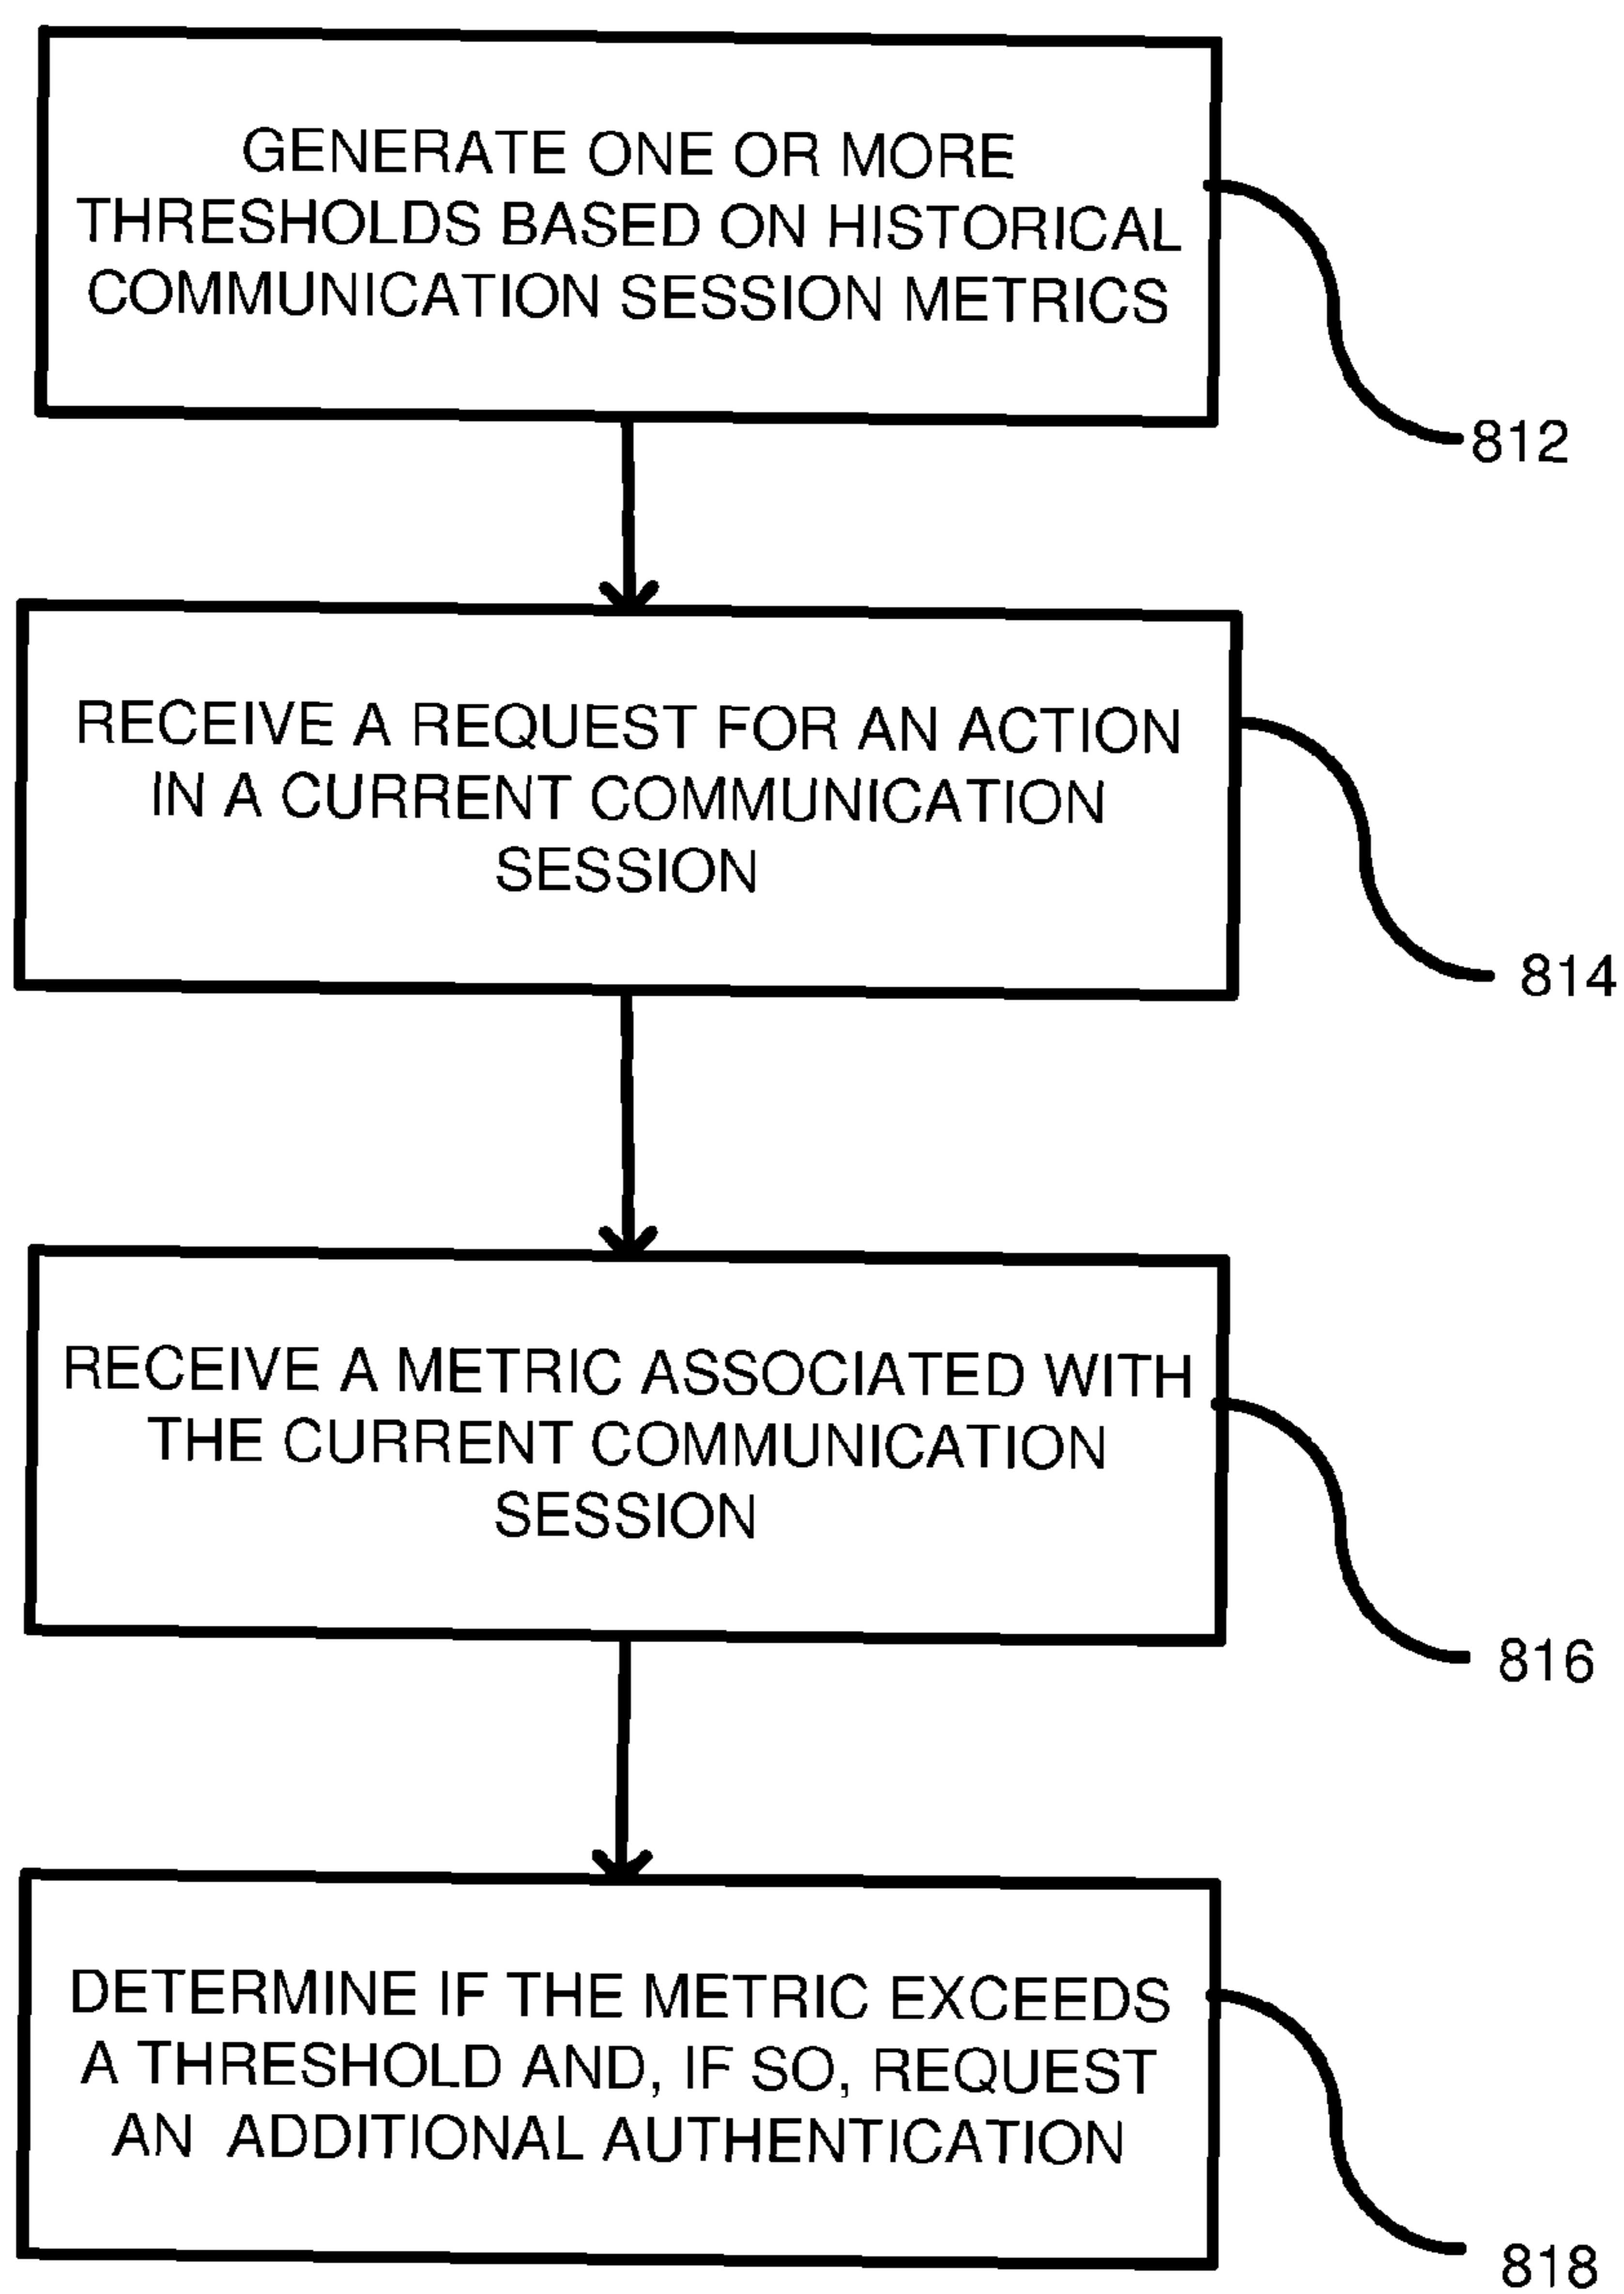 GENERATE ONE OR MORE
THRESHOLDS BASED ON HISTORICAL
COMMUNICATION SESSION METRICS
812
RECEIVE A REQUEST FOR AN ACTION
IN A CURRENT COMMUNICATION
SESSION
814
RECEIVE A METRIC ASSOCIATED WITH
THE CURRENT COMMUNICATION
SESSION
816
DETERMINE IF THE METRIC EXCEEDS
A THRESHOLD AND, IF SO, REQUEST
AN ADDITIONAL AUTHENTICATION
818